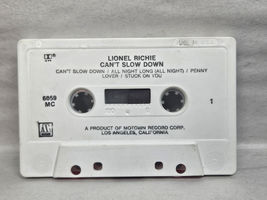 LIONEL RICHIE
CAN'T SLOW DOWN
CAN'T SLOW DOWN / ALL NIGHT LONG (ALL NIGHT) / PENNY
LOVER / STUCK ON YOU
6059
MC
1
A PRODUCT OF MOTOWN RECORD CORP.
LOS ANGELES, CALIFORNIA